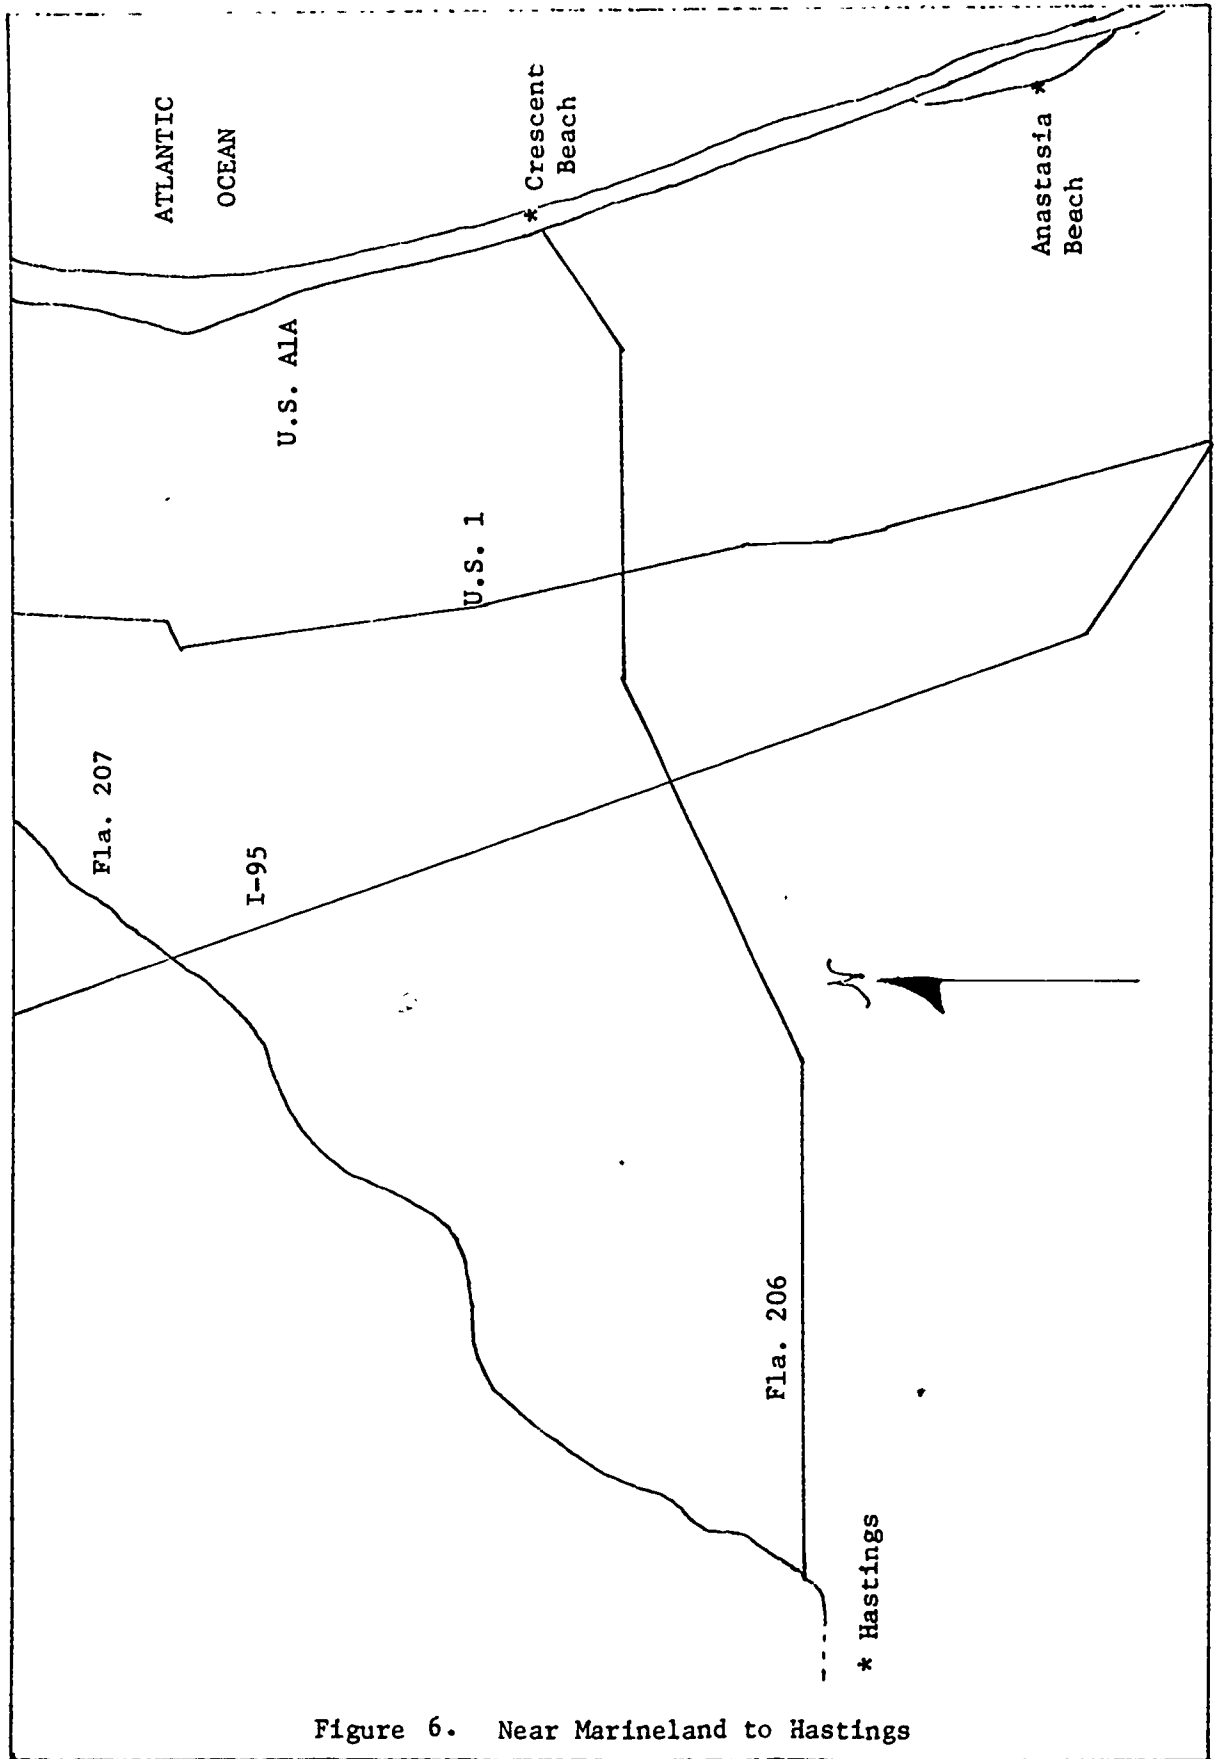 ATLANTIC
OCEAN
* Crescent
Beach
*
Anastasia
Beach
U.S. A1A
U.S. 1
Fla. 207
I-95
N
Fla. 206
* Hastings
Figure 6. Near Marineland to Hastings